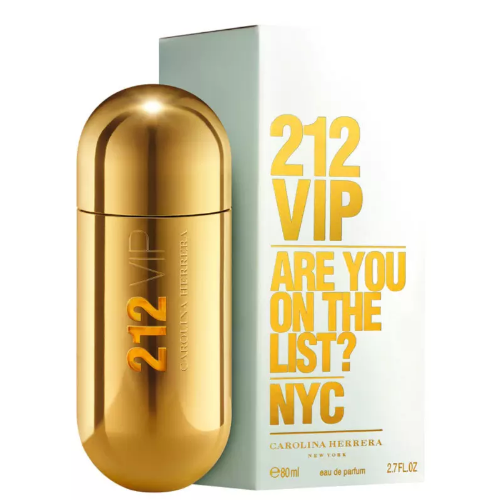 212 VIP
CAROLINA HERRERA
212
VIP
ARE YOU
ON THE
LIST?
NYC
CAROLINA HERRERA
NEW YORK
℮80ml eau de parfum 2.7FL.OZ